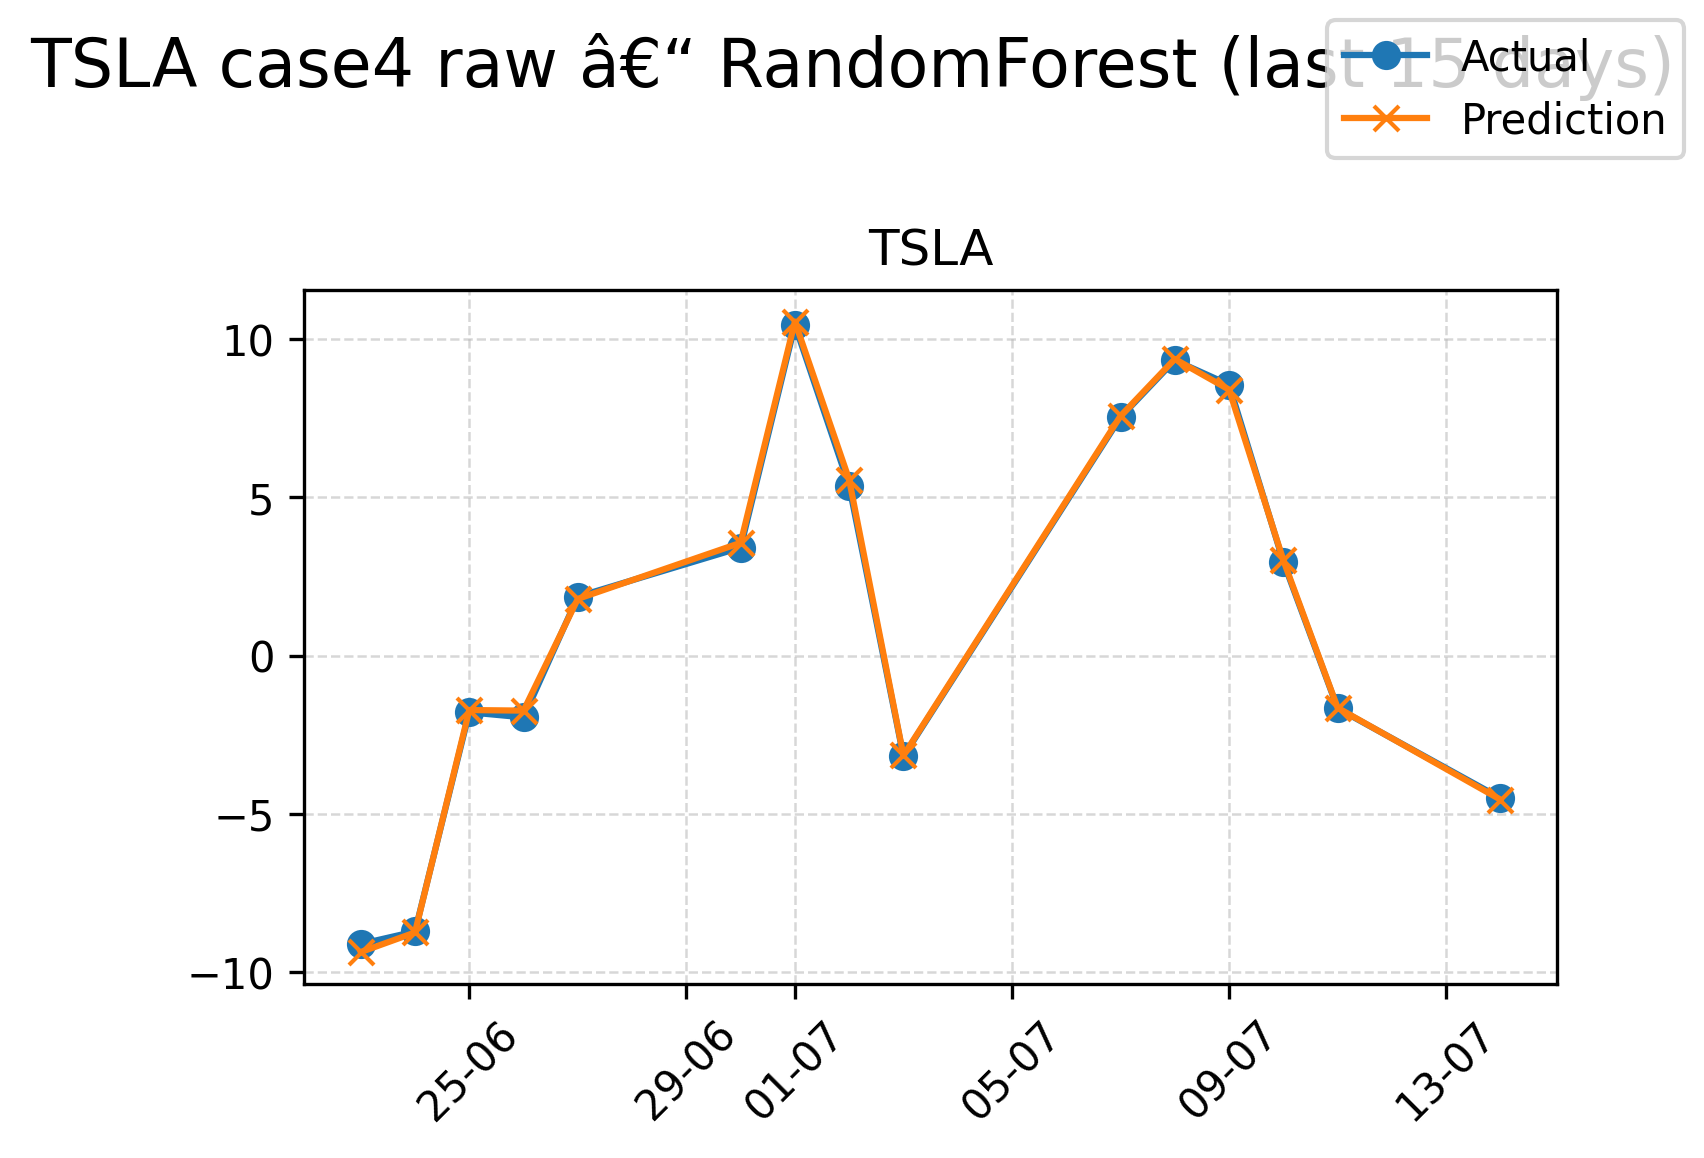 TSLA case4 raw â€“ RandomForest (last 15 days)
Actual
Prediction
TSLA
10
5
0
−5
−10
25-06
29-06
01-07
05-07
09-07
13-07